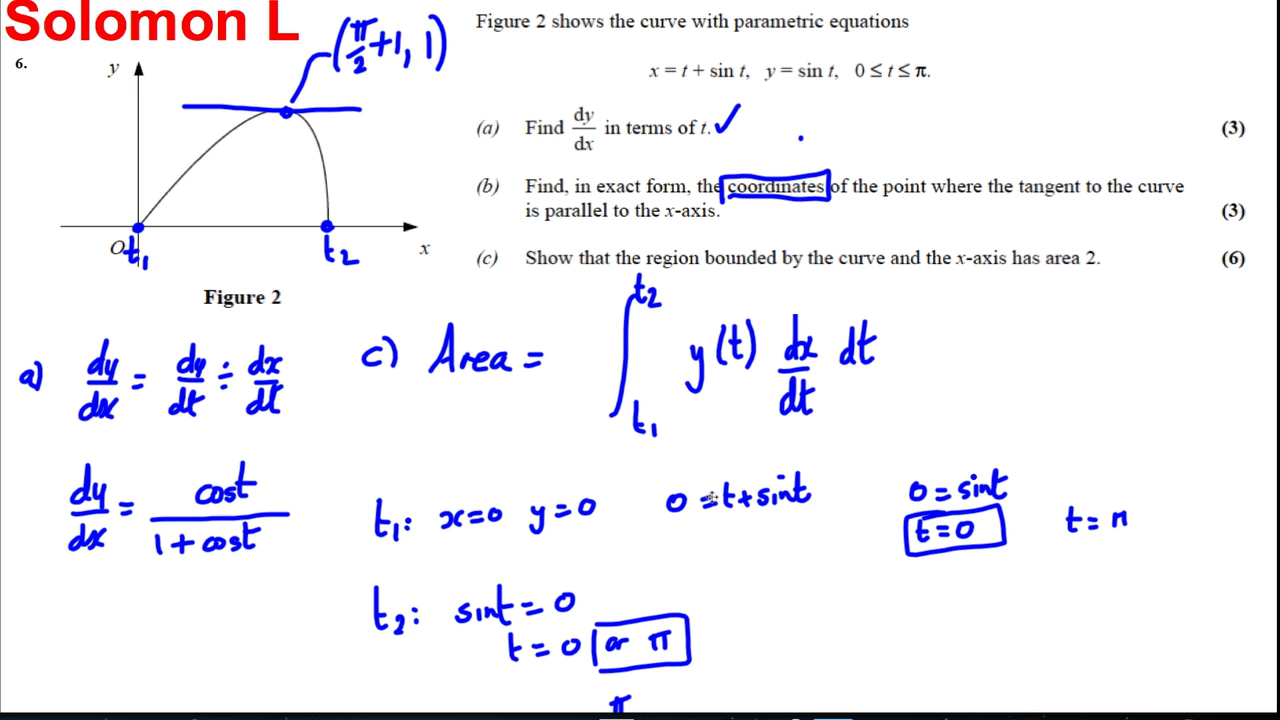 Solomon L
6.
y
(π/2+1, 1)
O
t₁
t₂
x
Figure 2
Figure 2 shows the curve with parametric equations
x = t + sin t, y = sin t, 0 ≤ t ≤ π.
(a) Find dy/dx in terms of t. ✓ (3)
(b) Find, in exact form, the coordinates of the point where the tangent to the curve
is parallel to the x-axis. (3)
(c) Show that the region bounded by the curve and the x-axis has area 2. (6)
a) dy/dx = dy/dt ÷ dx/dt
dy/dx = cost/(1 + cost)
c) Area = ∫_{t₁}^{t₂} y(t) dx/dt dt
t₁: x=0 y=0 0=t+sint 0=sint
t=0 t=π
t₂: sint=0
t=0 or π
π